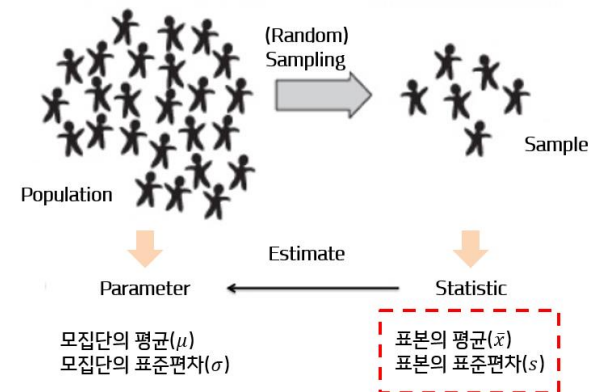 (Random)
Sampling
Sample
Population
Estimate
Parameter
Statistic
모집단의 평균(μ)
모집단의 표준편차(σ)
표본의 평균(x̄)
표본의 표준편차(s)